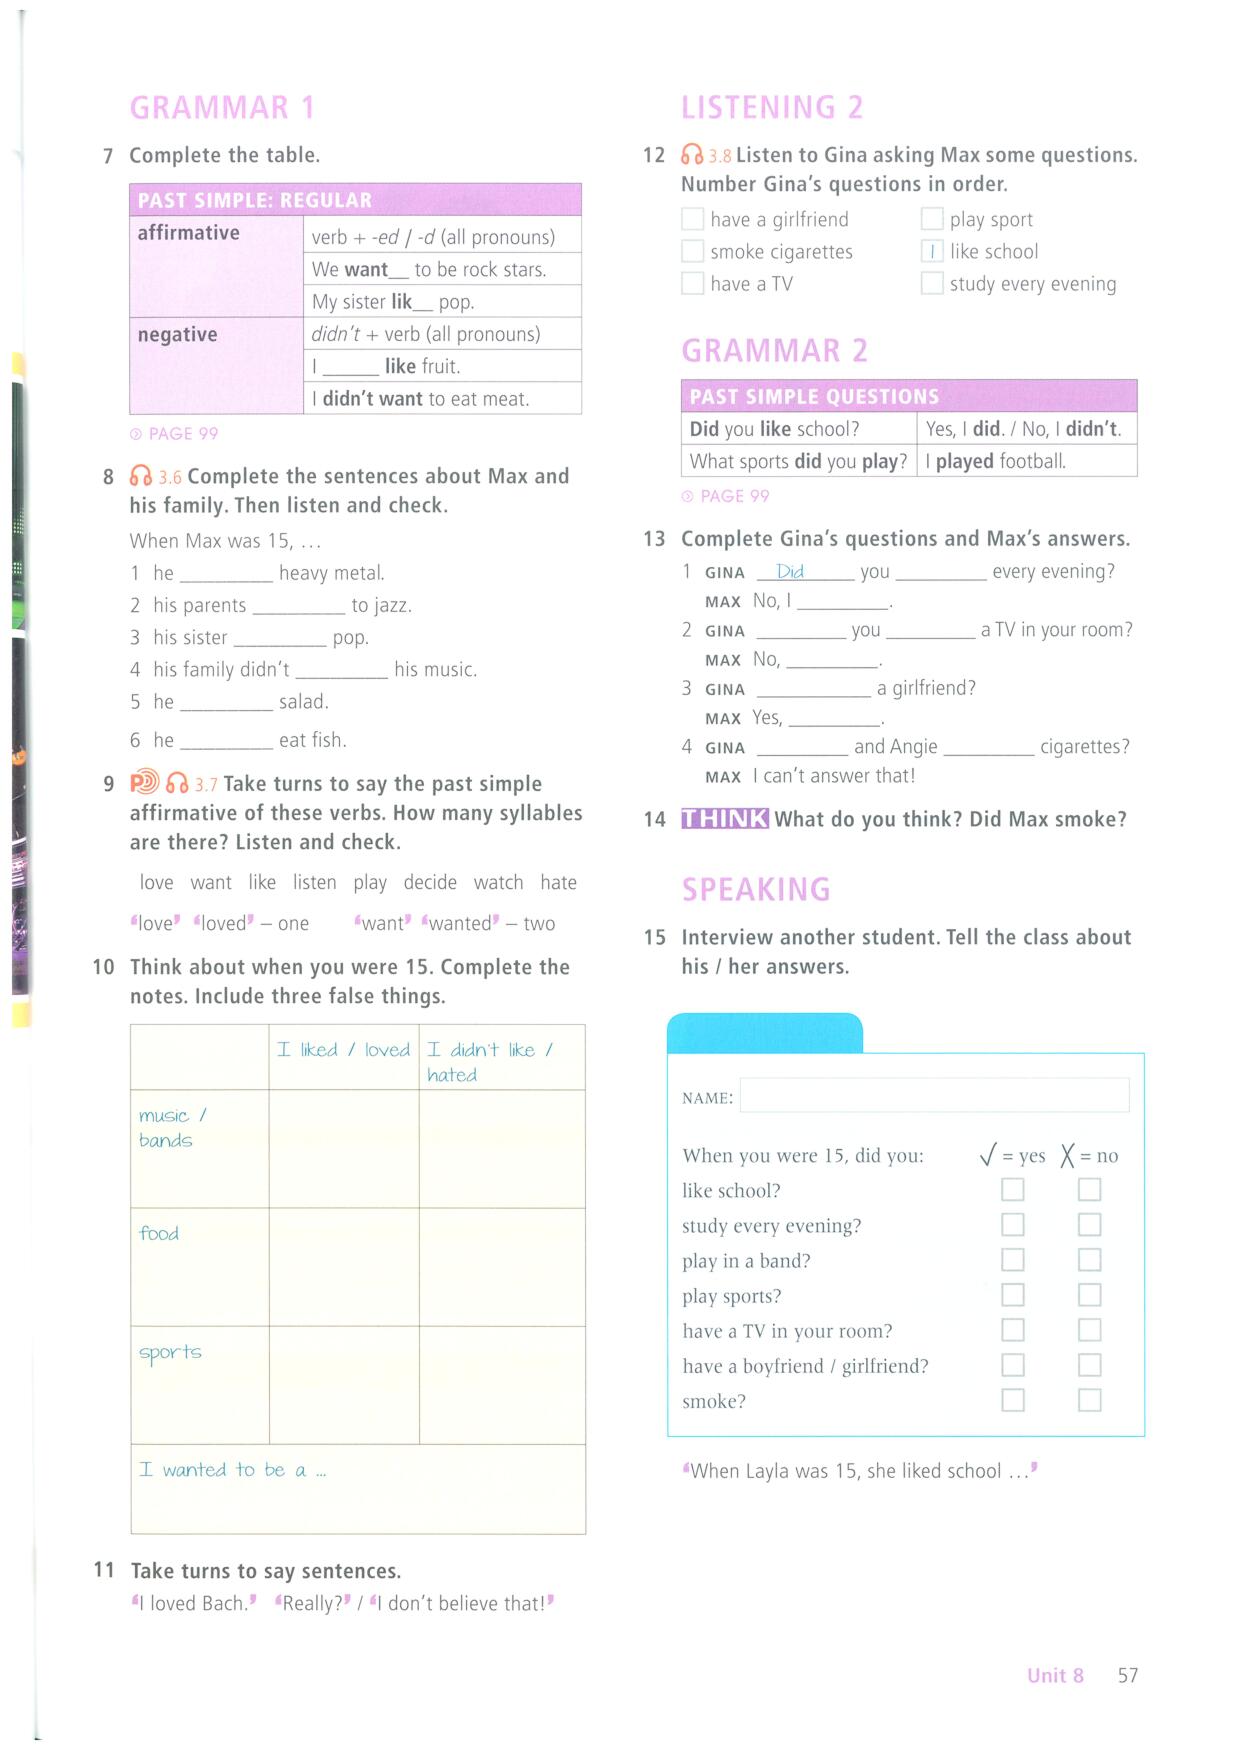 GRAMMAR 1
7 Complete the table.
PAST SIMPLE: REGULAR
affirmative
verb + -ed / -d (all pronouns)
We want__ to be rock stars.
My sister lik__ pop.
negative
didn't + verb (all pronouns)
I ______ like fruit.
I didn't want to eat meat.
PAGE 99
8 3.6 Complete the sentences about Max and
his family. Then listen and check.
When Max was 15, …
1 he ________ heavy metal.
2 his parents ________ to jazz.
3 his sister ________ pop.
4 his family didn't ________ his music.
5 he ________ salad.
6 he ________ eat fish.
9 P 3.7 Take turns to say the past simple
affirmative of these verbs. How many syllables
are there? Listen and check.
love want like listen play decide watch hate
‘love’ ‘loved’ – one ‘want’ ‘wanted’ – two
10 Think about when you were 15. Complete the
notes. Include three false things.
I liked / loved
I didn't like /
hated
music /
bands
food
sports
I wanted to be a ...
11 Take turns to say sentences.
‘I loved Bach.’ ‘Really?’ / ‘I don't believe that!’
LISTENING 2
12 3.8 Listen to Gina asking Max some questions.
Number Gina's questions in order.
have a girlfriend
play sport
smoke cigarettes
1 like school
have a TV
study every evening
GRAMMAR 2
PAST SIMPLE QUESTIONS
Did you like school? Yes, I did. / No, I didn't.
What sports did you play? I played football.
PAGE 99
13 Complete Gina's questions and Max's answers.
1 GINA Did you ________ every evening?
MAX No, I ________.
2 GINA ________ you ________ a TV in your room?
MAX No, ________.
3 GINA __________ a girlfriend?
MAX Yes, ________.
4 GINA ________ and Angie ________ cigarettes?
MAX I can't answer that!
14 THINK What do you think? Did Max smoke?
SPEAKING
15 Interview another student. Tell the class about
his / her answers.
NAME:
When you were 15, did you: ✓ = yes ✗ = no
like school?
study every evening?
play in a band?
play sports?
have a TV in your room?
have a boyfriend / girlfriend?
smoke?
‘When Layla was 15, she liked school …’
Unit 8 57